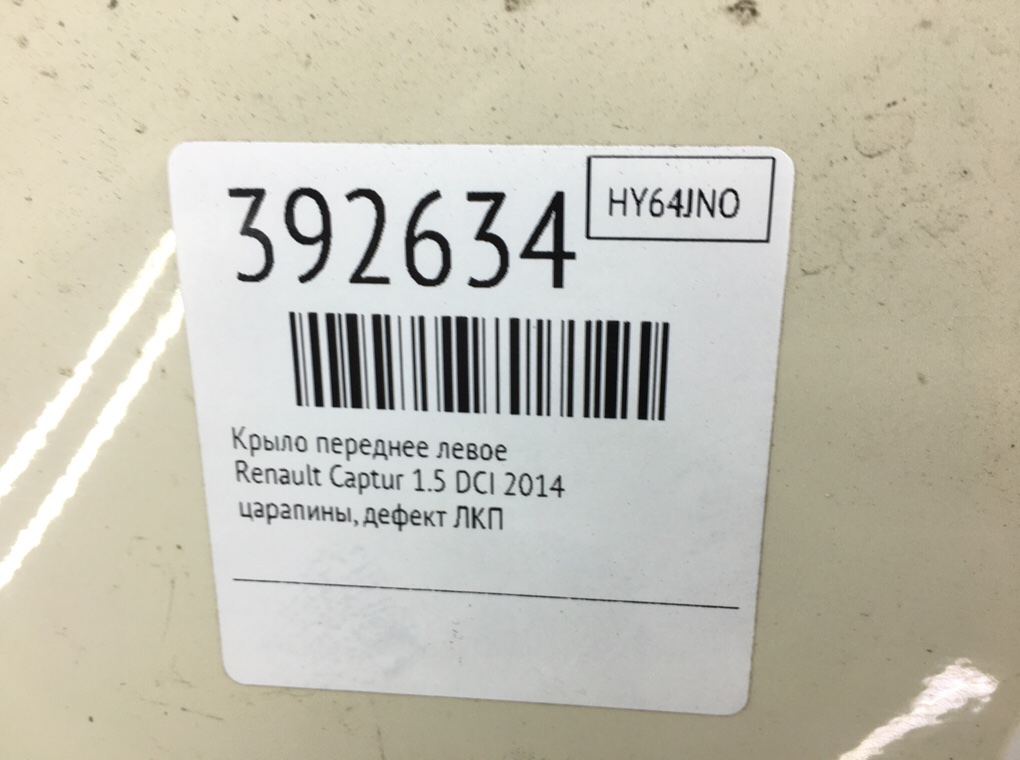 392634
HY64JNO
Крыло переднее левое
Renault Captur 1.5 DCI 2014
царапины, дефект ЛКП